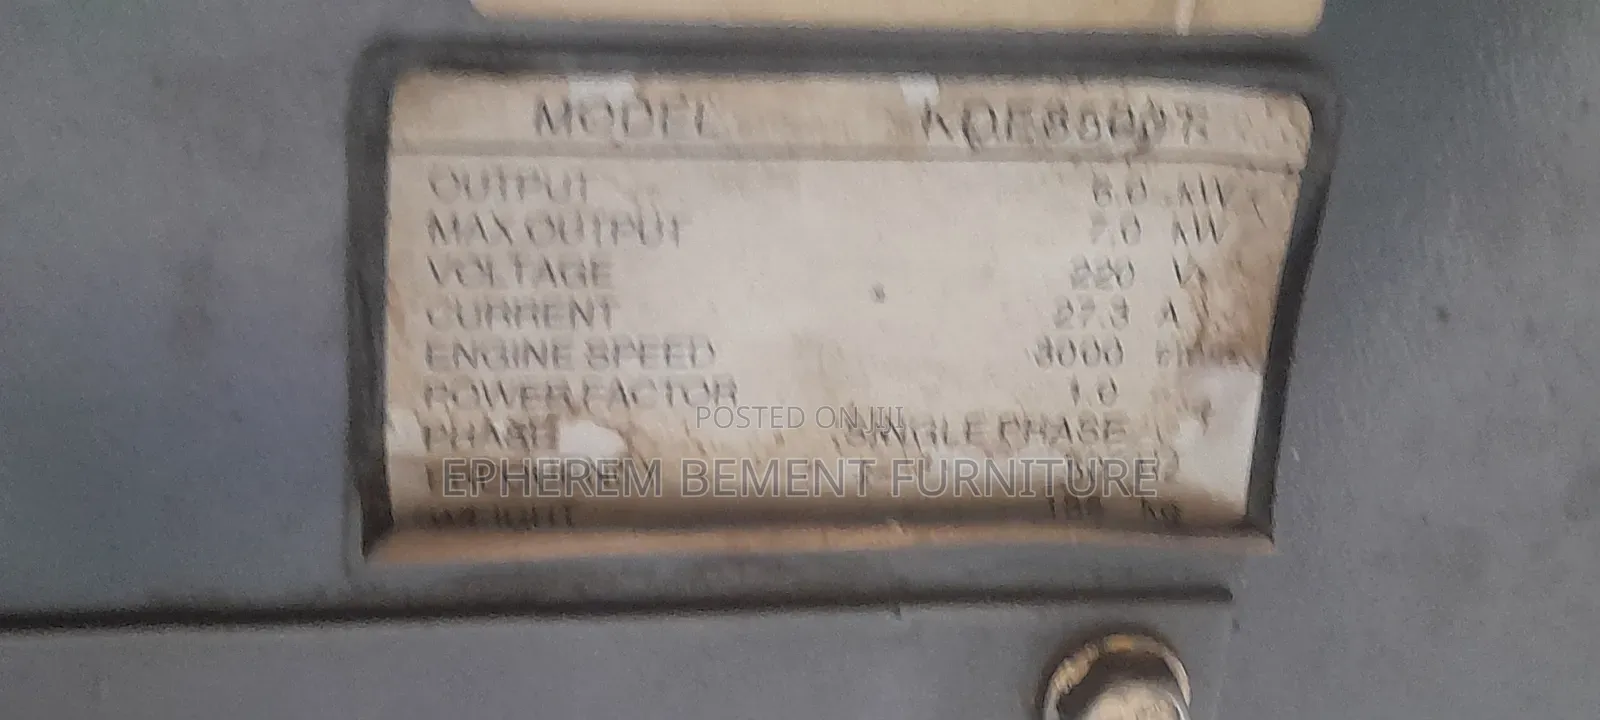 MODEL
OUTPUT 6.0 kW
MAX OUTPUT 7.0 kW
VOLTAGE 220 V
CURRENT 27.3 A
ENGINE SPEED 3000
POWER FACTOR 1.0
PHASE SINGLE PHASE
POSTED ON JIJI
EPHEREM BEMENT FURNITURE
WEIGHT kg